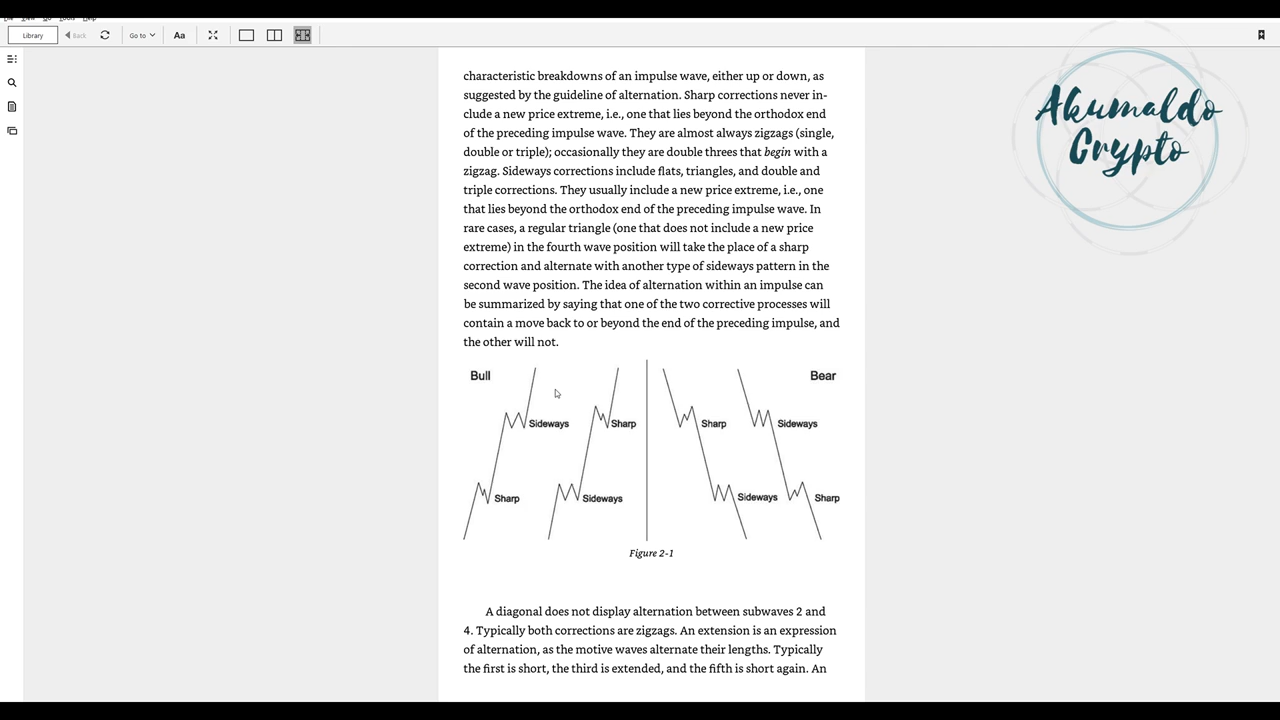 File View Go Tools Help
Library
Back
Go to
Aa
Akumaldo
Crypto
characteristic breakdowns of an impulse wave, either up or down, as
suggested by the guideline of alternation. Sharp corrections never in-
clude a new price extreme, i.e., one that lies beyond the orthodox end
of the preceding impulse wave. They are almost always zigzags (single,
double or triple); occasionally they are double threes that begin with a
zigzag. Sideways corrections include flats, triangles, and double and
triple corrections. They usually include a new price extreme, i.e., one
that lies beyond the orthodox end of the preceding impulse wave. In
rare cases, a regular triangle (one that does not include a new price
extreme) in the fourth wave position will take the place of a sharp
correction and alternate with another type of sideways pattern in the
second wave position. The idea of alternation within an impulse can
be summarized by saying that one of the two corrective processes will
contain a move back to or beyond the end of the preceding impulse, and
the other will not.
Bull
Bear
Sideways
Sharp
Sharp
Sideways
Sharp
Sideways
Sideways
Sharp
Figure 2-1
A diagonal does not display alternation between subwaves 2 and
4. Typically both corrections are zigzags. An extension is an expression
of alternation, as the motive waves alternate their lengths. Typically
the first is short, the third is extended, and the fifth is short again. An